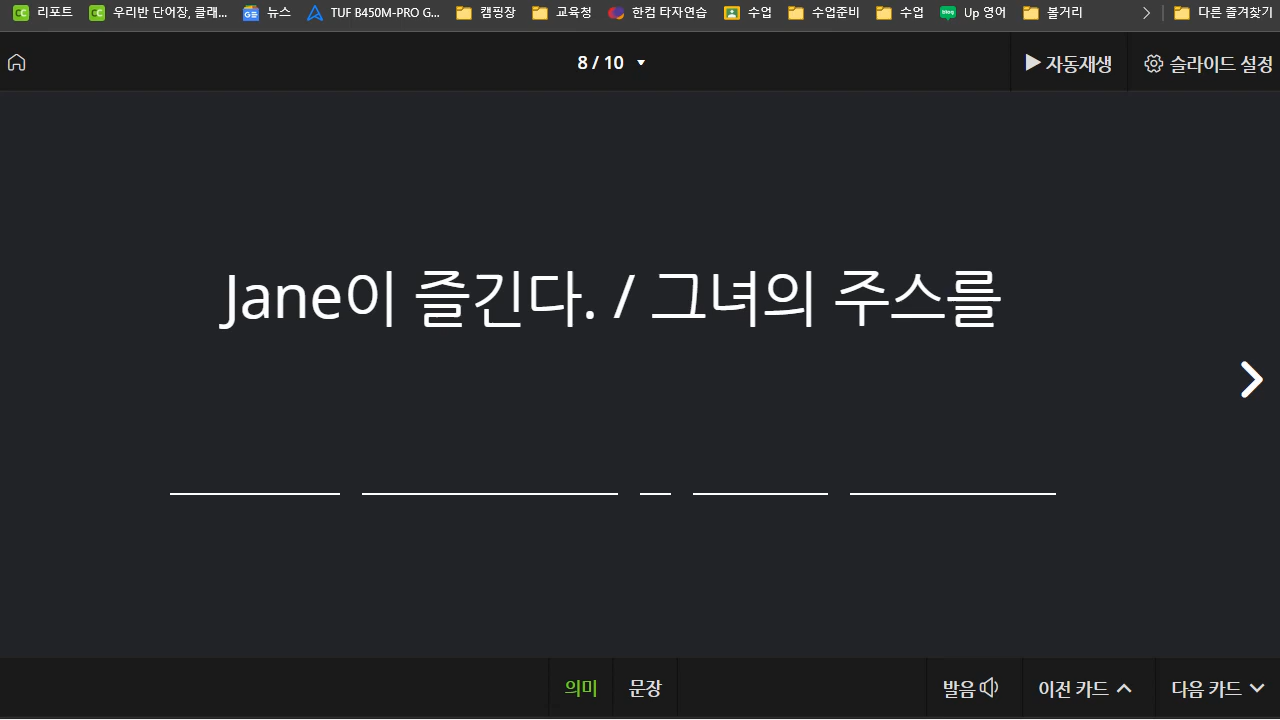 리포트 우리반 단어장, 클래... 뉴스 TUF B450M-PRO G... 캠핑장 교육청 한컴 타자연습 수업 수업준비 수업 Up 영어 볼거리 다른 즐겨찾기
8 / 10 자동재생 슬라이드 설정
Jane이 즐긴다. / 그녀의 주스를
의미 문장 발음 이전 카드 다음 카드